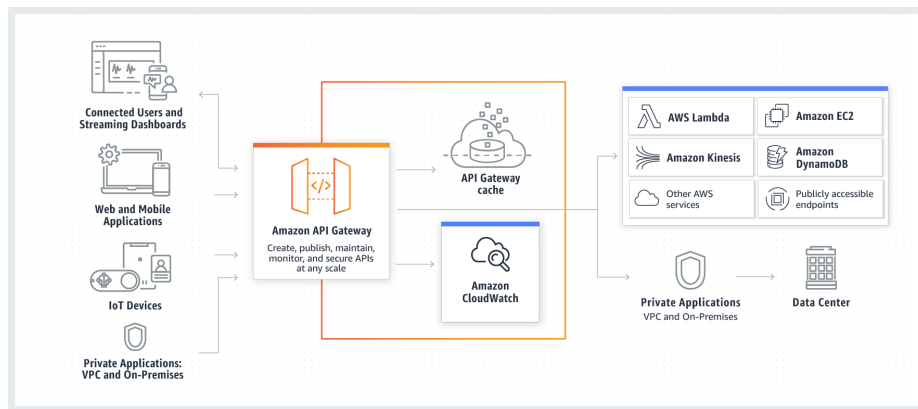 Connected Users and
Streaming Dashboards
Web and Mobile
Applications
IoT Devices
Private Applications:
VPC and On-Premises
</>
Amazon API Gateway
Create, publish, maintain,
monitor, and secure APIs
at any scale
API Gateway
cache
Amazon
CloudWatch
AWS Lambda
Amazon EC2
Amazon Kinesis
Amazon
DynamoDB
Other AWS
services
Publicly accessible
endpoints
Private Applications
VPC and On-Premises
Data Center